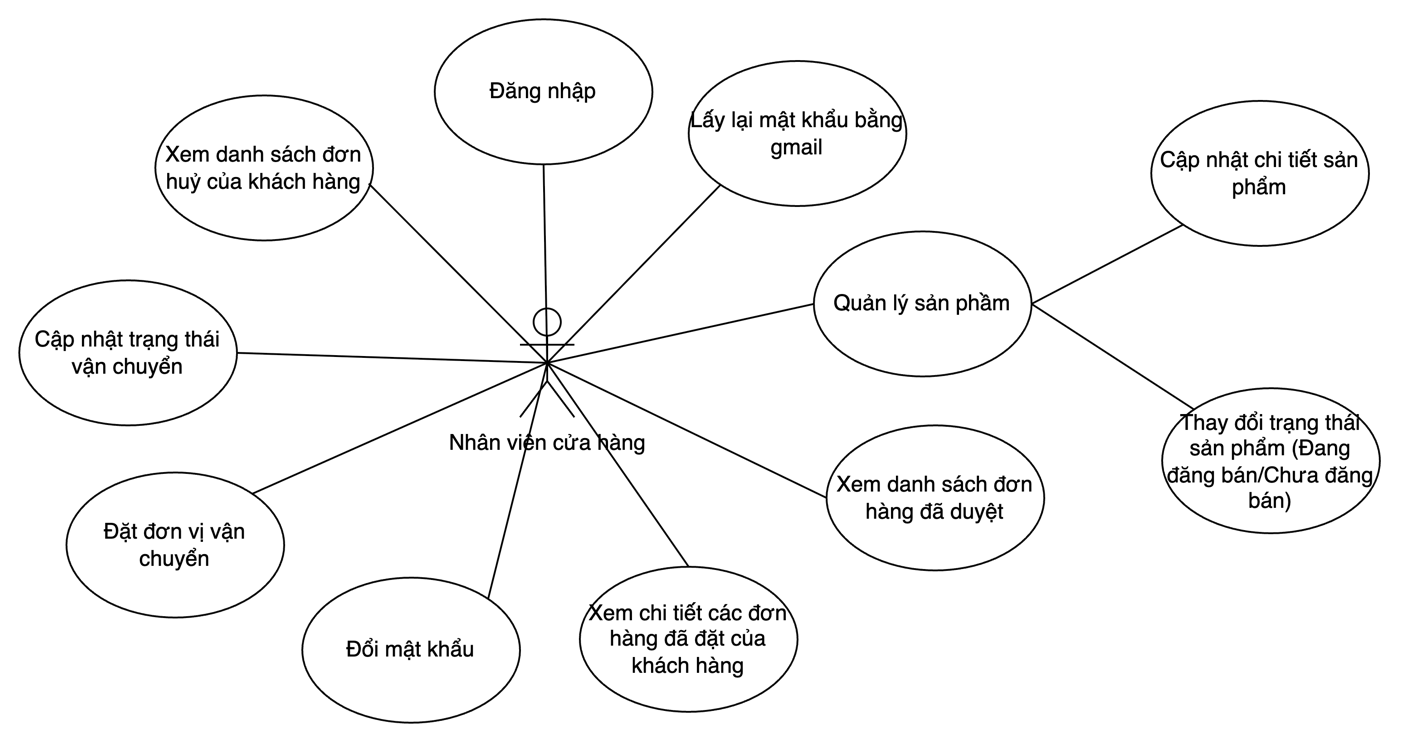 Đăng nhập
Lấy lại mật khẩu bằng
gmail
Xem danh sách đơn
huỷ của khách hàng
Cập nhật chi tiết sản
phẩm
Quản lý sản phầm
Cập nhật trạng thái
vận chuyển
Nhân viên cửa hàng
Thay đổi trạng thái
sản phẩm (Đang
đăng bán/Chưa đăng
bán)
Xem danh sách đơn
hàng đã duyệt
Đặt đơn vị vận
chuyển
Đổi mật khẩu
Xem chi tiết các đơn
hàng đã đặt của
khách hàng